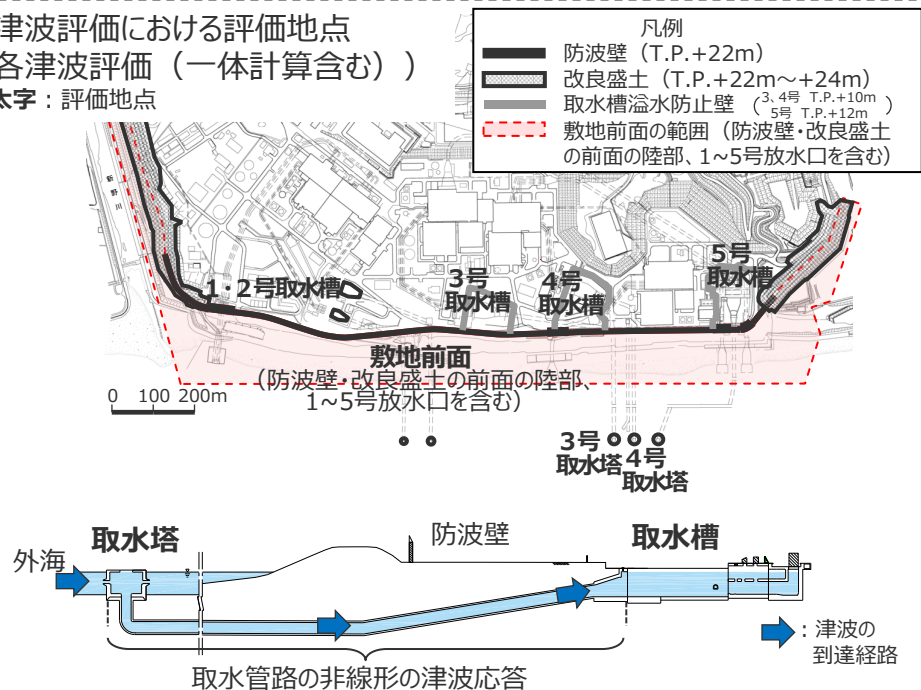 津波評価における評価地点
各津波評価（一体計算含む））
太字：評価地点
凡例
防波壁（T.P.+22m）
改良盛土（T.P.+22m～+24m）
取水槽溢水防止壁 （3、4号 T.P.+10m
5号 T.P.+12m ）
敷地前面の範囲（防波壁・改良盛土
の前面の陸部、1~5号放水口を含む）
1・2号取水槽
3号
取水槽
4号
取水槽
5号
取水槽
敷地前面
（防波壁・改良盛土の前面の陸部、
1~5号放水口を含む）
0 100 200m
3号
取水塔
4号
取水塔
取水塔
防波壁
取水槽
外海
：津波の
到達経路
取水管路の非線形の津波応答